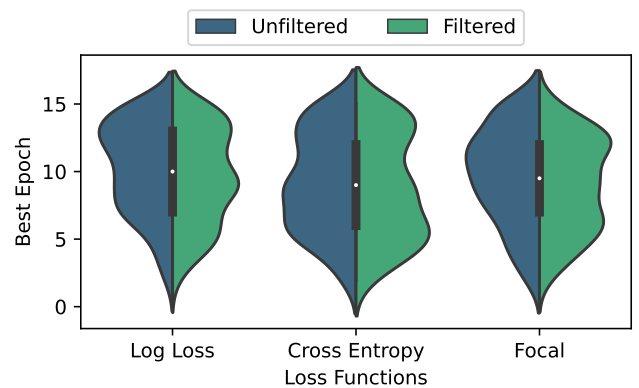 Unfiltered Filtered
Best Epoch
15
10
5
0
Log Loss Cross Entropy Focal
Loss Functions